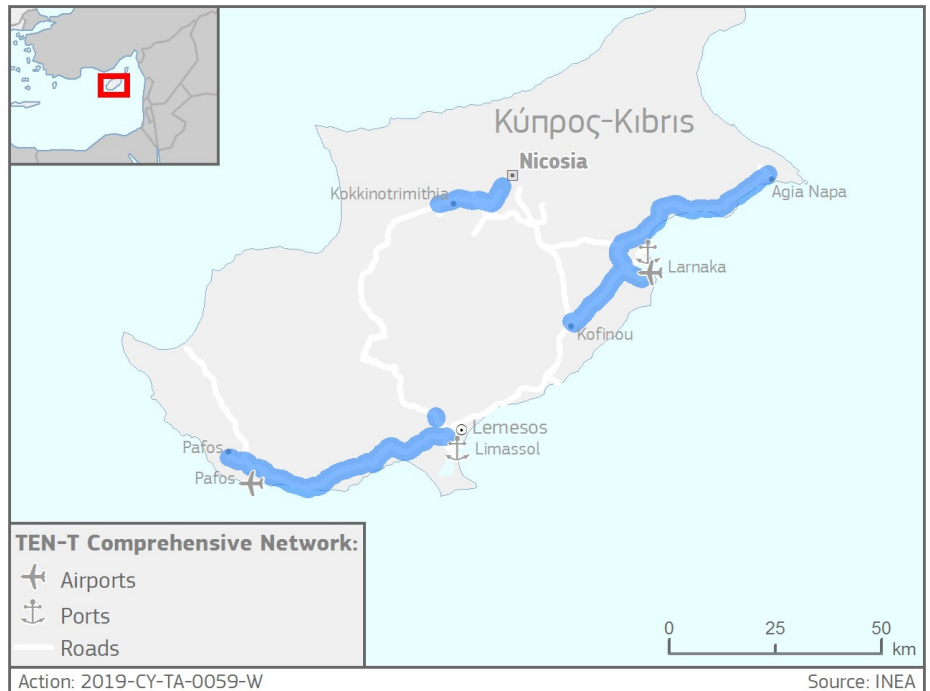 Κύπρος-Kıbrıs
Nicosia
Kokkinotrimithia
Agia Napa
Larnaka
Kofinou
Lemesos
Limassol
Pafos
Pafos
TEN-T Comprehensive Network:
Airports
Ports
Roads
0 25 50
km
Action: 2019-CY-TA-0059-W
Source: INEA